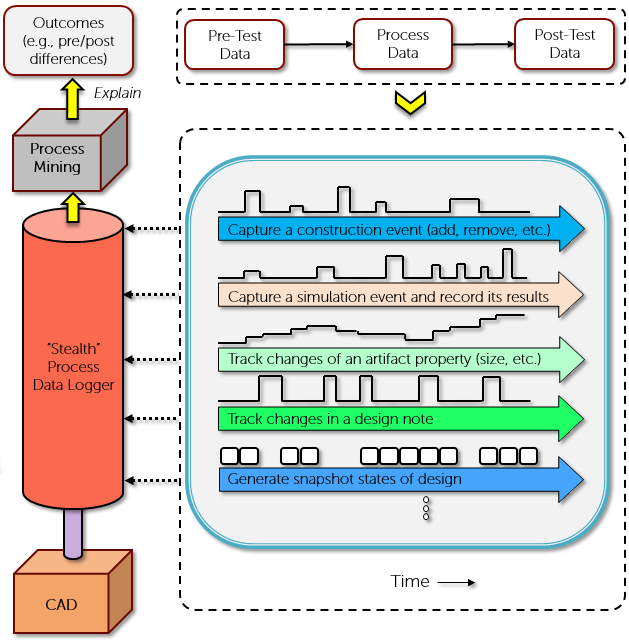 Outcomes
(e.g., pre/post
differences)
Explain
Process
Mining
"Stealth"
Process
Data Logger
CAD
Pre-Test
Data
Process
Data
Post-Test
Data
Capture a construction event (add, remove, etc.)
Capture a simulation event and record its results
Track changes of an artifact property (size, etc.)
Track changes in a design note
Generate snapshot states of design
Time